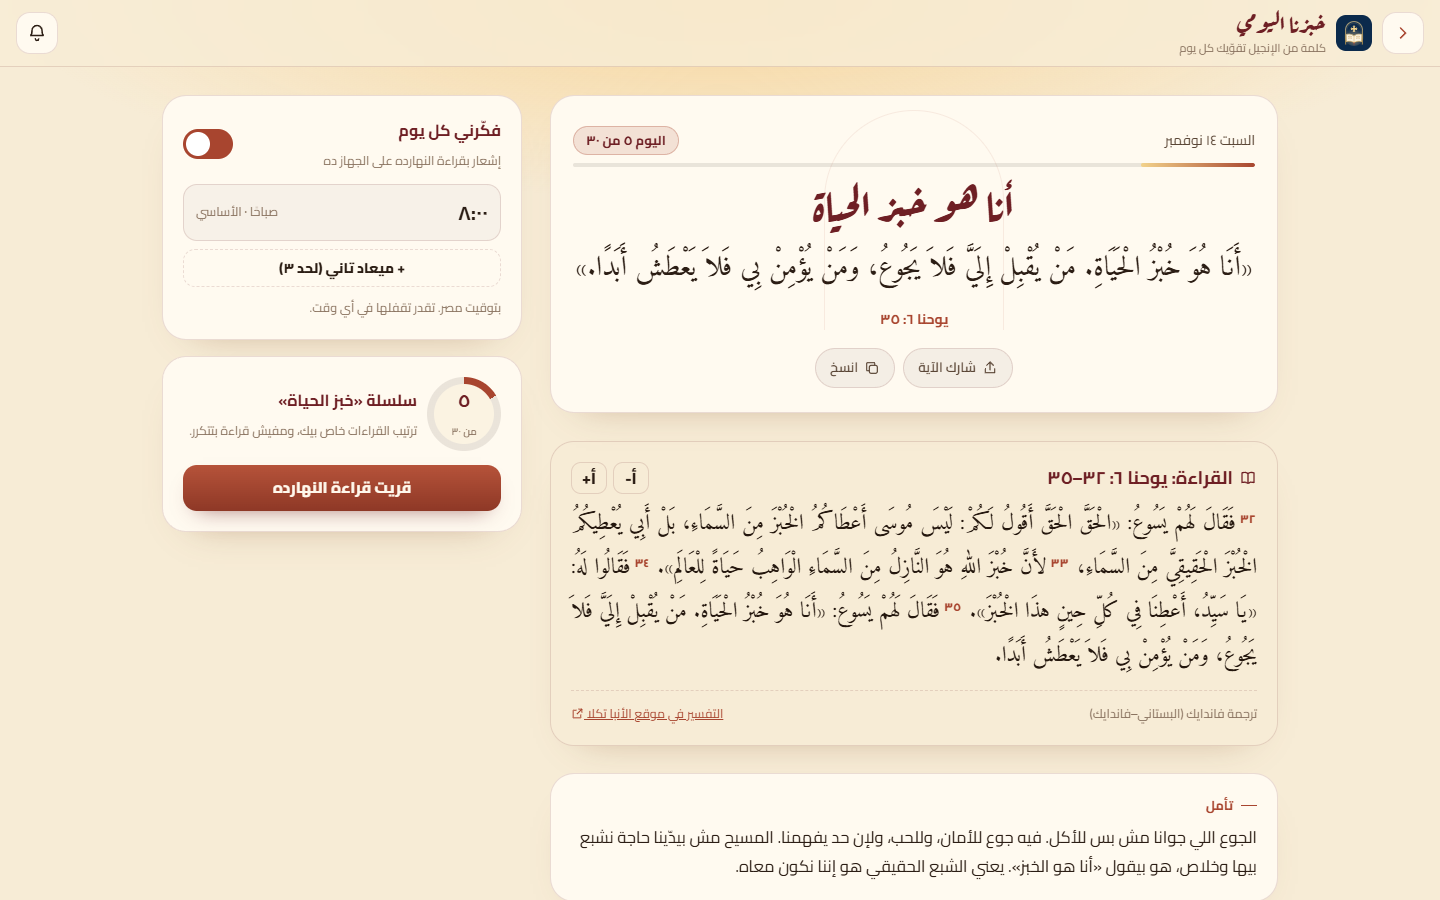 خبزنا اليومي
كلمة من الإنجيل تقوّيك كل يوم
السبت ١٤ نوفمبر
اليوم ٥ من ٣٠
أنا هو خبز الحياة
«أَنَا هُوَ خُبْزُ الْحَيَاةِ. مَنْ يُقْبِلْ إِلَيَّ فَلاَ يَجُوعُ، وَمَنْ يُؤْمِنْ بِي فَلاَ يَعْطَشُ أَبَدًا.»
يوحنا ٦: ٣٥
شارك الآية
انسخ
القراءة: يوحنا ٦: ٣٢–٣٥
أ-
أ+
٣٢ فَقَالَ لَهُمْ يَسُوعُ: «الْحَقَّ الْحَقَّ أَقُولُ لَكُمْ: لَيْسَ مُوسَى أَعْطَاكُمُ الْخُبْزَ مِنَ السَّمَاءِ، بَلْ أَبِي يُعْطِيكُمُ
الْخُبْزَ الْحَقِيقِيَّ مِنَ السَّمَاءِ، ٣٣ لأَنَّ خُبْزَ اللهِ هُوَ النَّازِلُ مِنَ السَّمَاءِ الْوَاهِبُ حَيَاةً لِلْعَالَمِ». ٣٤ فَقَالُوا لَهُ:
«يَا سَيِّدُ، أَعْطِنَا فِي كُلِّ حِينٍ هذَا الْخُبْزَ». ٣٥ فَقَالَ لَهُمْ يَسُوعُ: «أَنَا هُوَ خُبْزُ الْحَيَاةِ. مَنْ يُقْبِلْ إِلَيَّ فَلاَ
يَجُوعُ، وَمَنْ يُؤْمِنْ بِي فَلاَ يَعْطَشُ أَبَدًا.
ترجمة فاندايك (البستاني–فاندايك)
التفسير في موقع الأنبا تكلا
— تأمل
الجوع اللي جوانا مش بس للأكل. فيه جوع للأمان، وللحب، ولإن حد يفهمنا. المسيح مش بيدّينا حاجة نشبع
بيها وخلاص، هو بيقول «أنا هو الخبز». يعني الشبع الحقيقي هو إننا نكون معاه.
فكّرني كل يوم
إشعار بقراءة النهارده على الجهاز ده
٨:٠٠
صباحًا · الأساسي
+ ميعاد تاني (لحد ٣)
بتوقيت مصر. تقدر تقفلها في أي وقت.
٥
من ٣٠
سلسلة «خبز الحياة»
ترتيب القراءات خاص بيك، ومفيش قراءة بتتكرر.
قريت قراءة النهارده